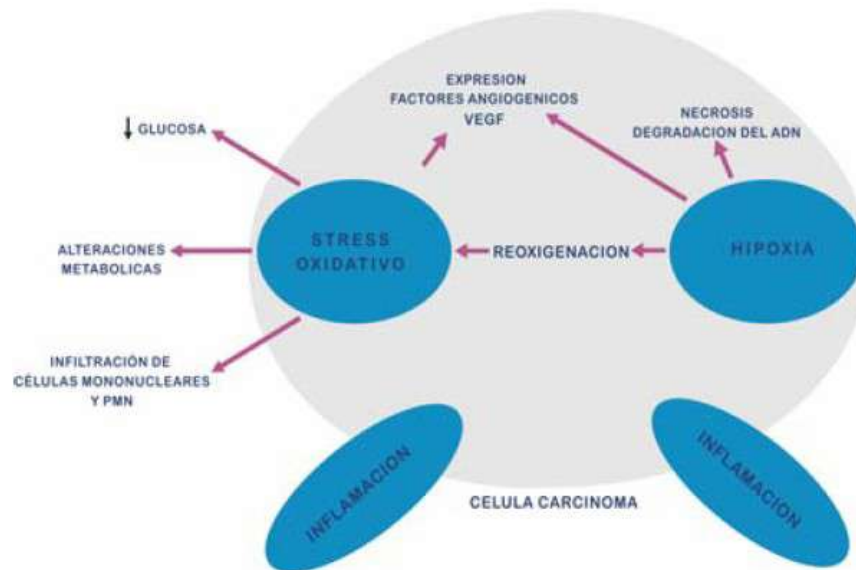 EXPRESION
FACTORES ANGIOGENICOS
VEGF
NECROSIS
DEGRADACION DEL ADN
↓ GLUCOSA
STRESS
OXIDATIVO
REOXIGENACION
HIPOXIA
ALTERACIONES
METABOLICAS
INFILTRACIÓN DE
CÉLULAS MONONUCLEARES
Y PMN
INFLAMACION
CELULA CARCINOMA
INFLAMACION